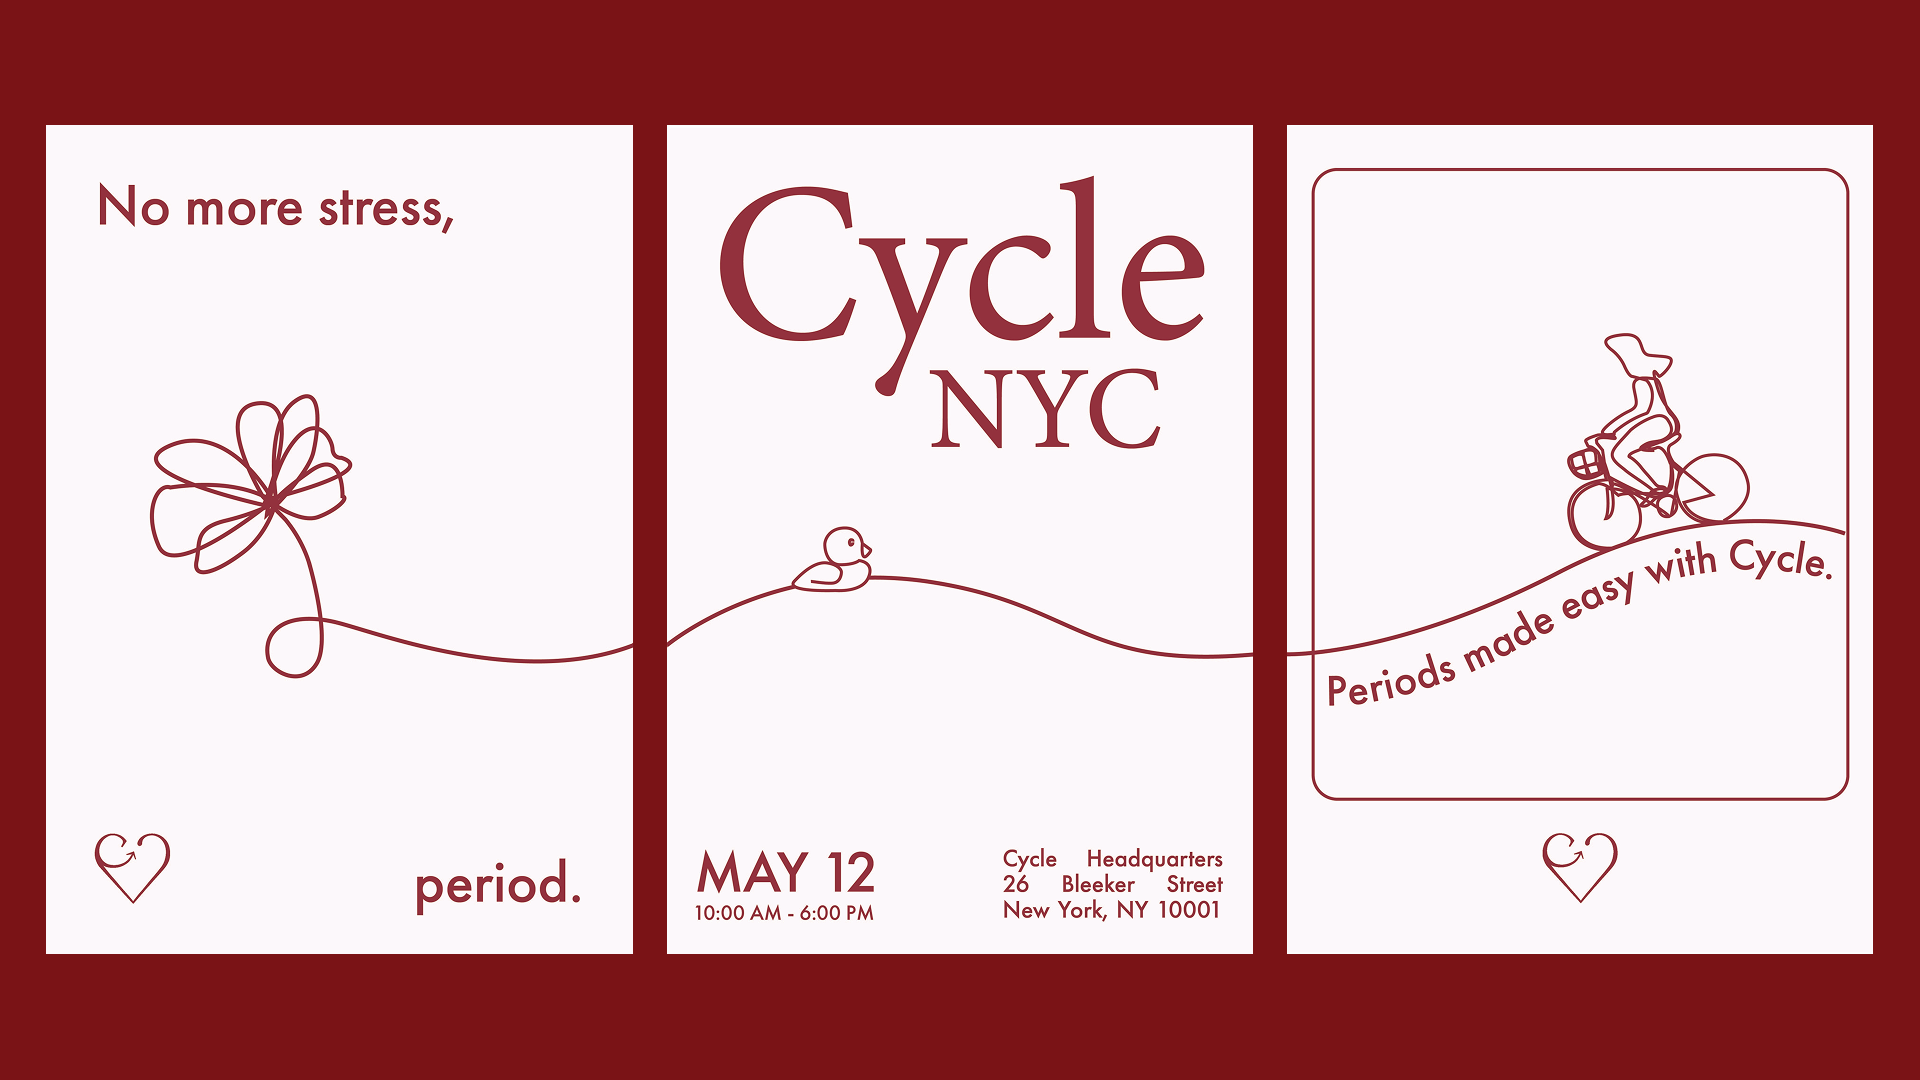 No more stress,
period.
Cycle
NYC
MAY 12
10:00 AM - 6:00 PM
Cycle Headquarters
26 Bleeker Street
New York, NY 10001
Periods made easy with Cycle.